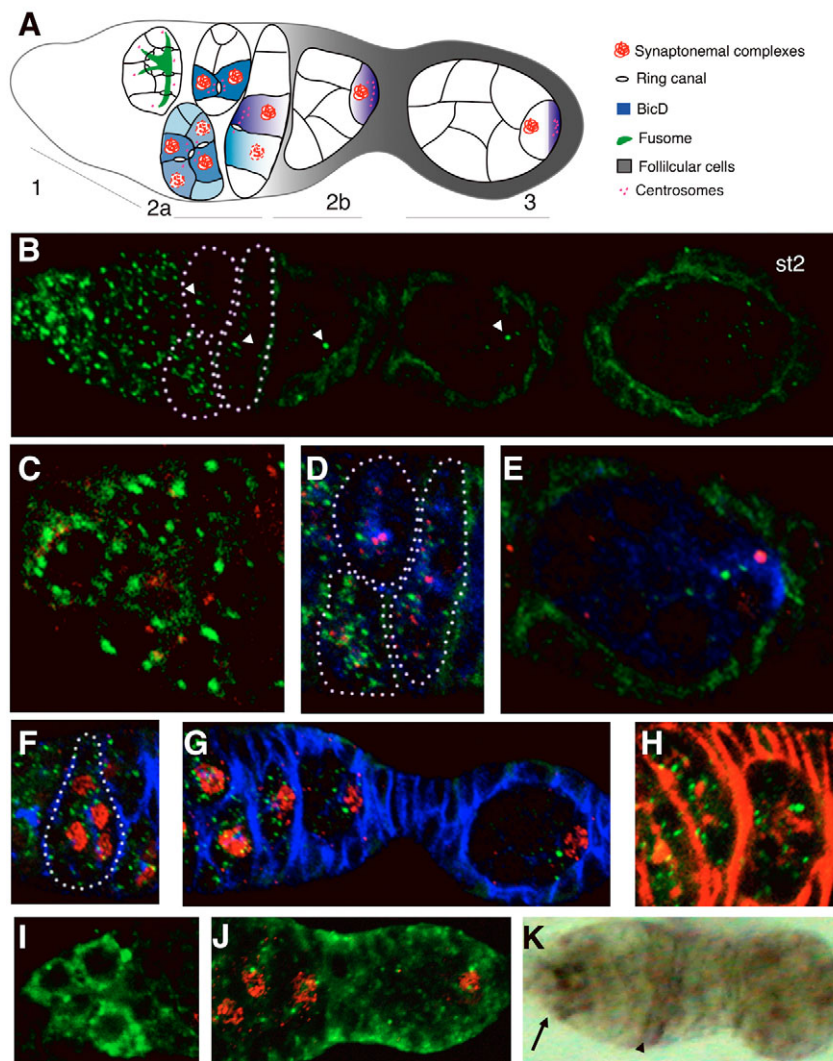 A
Synaptonemal complexes
Ring canal
BicD
Fusome
Follilcular cells
Centrosomes
1
2a
2b
3
B
st2
C
D
E
F
G
H
I
J
K